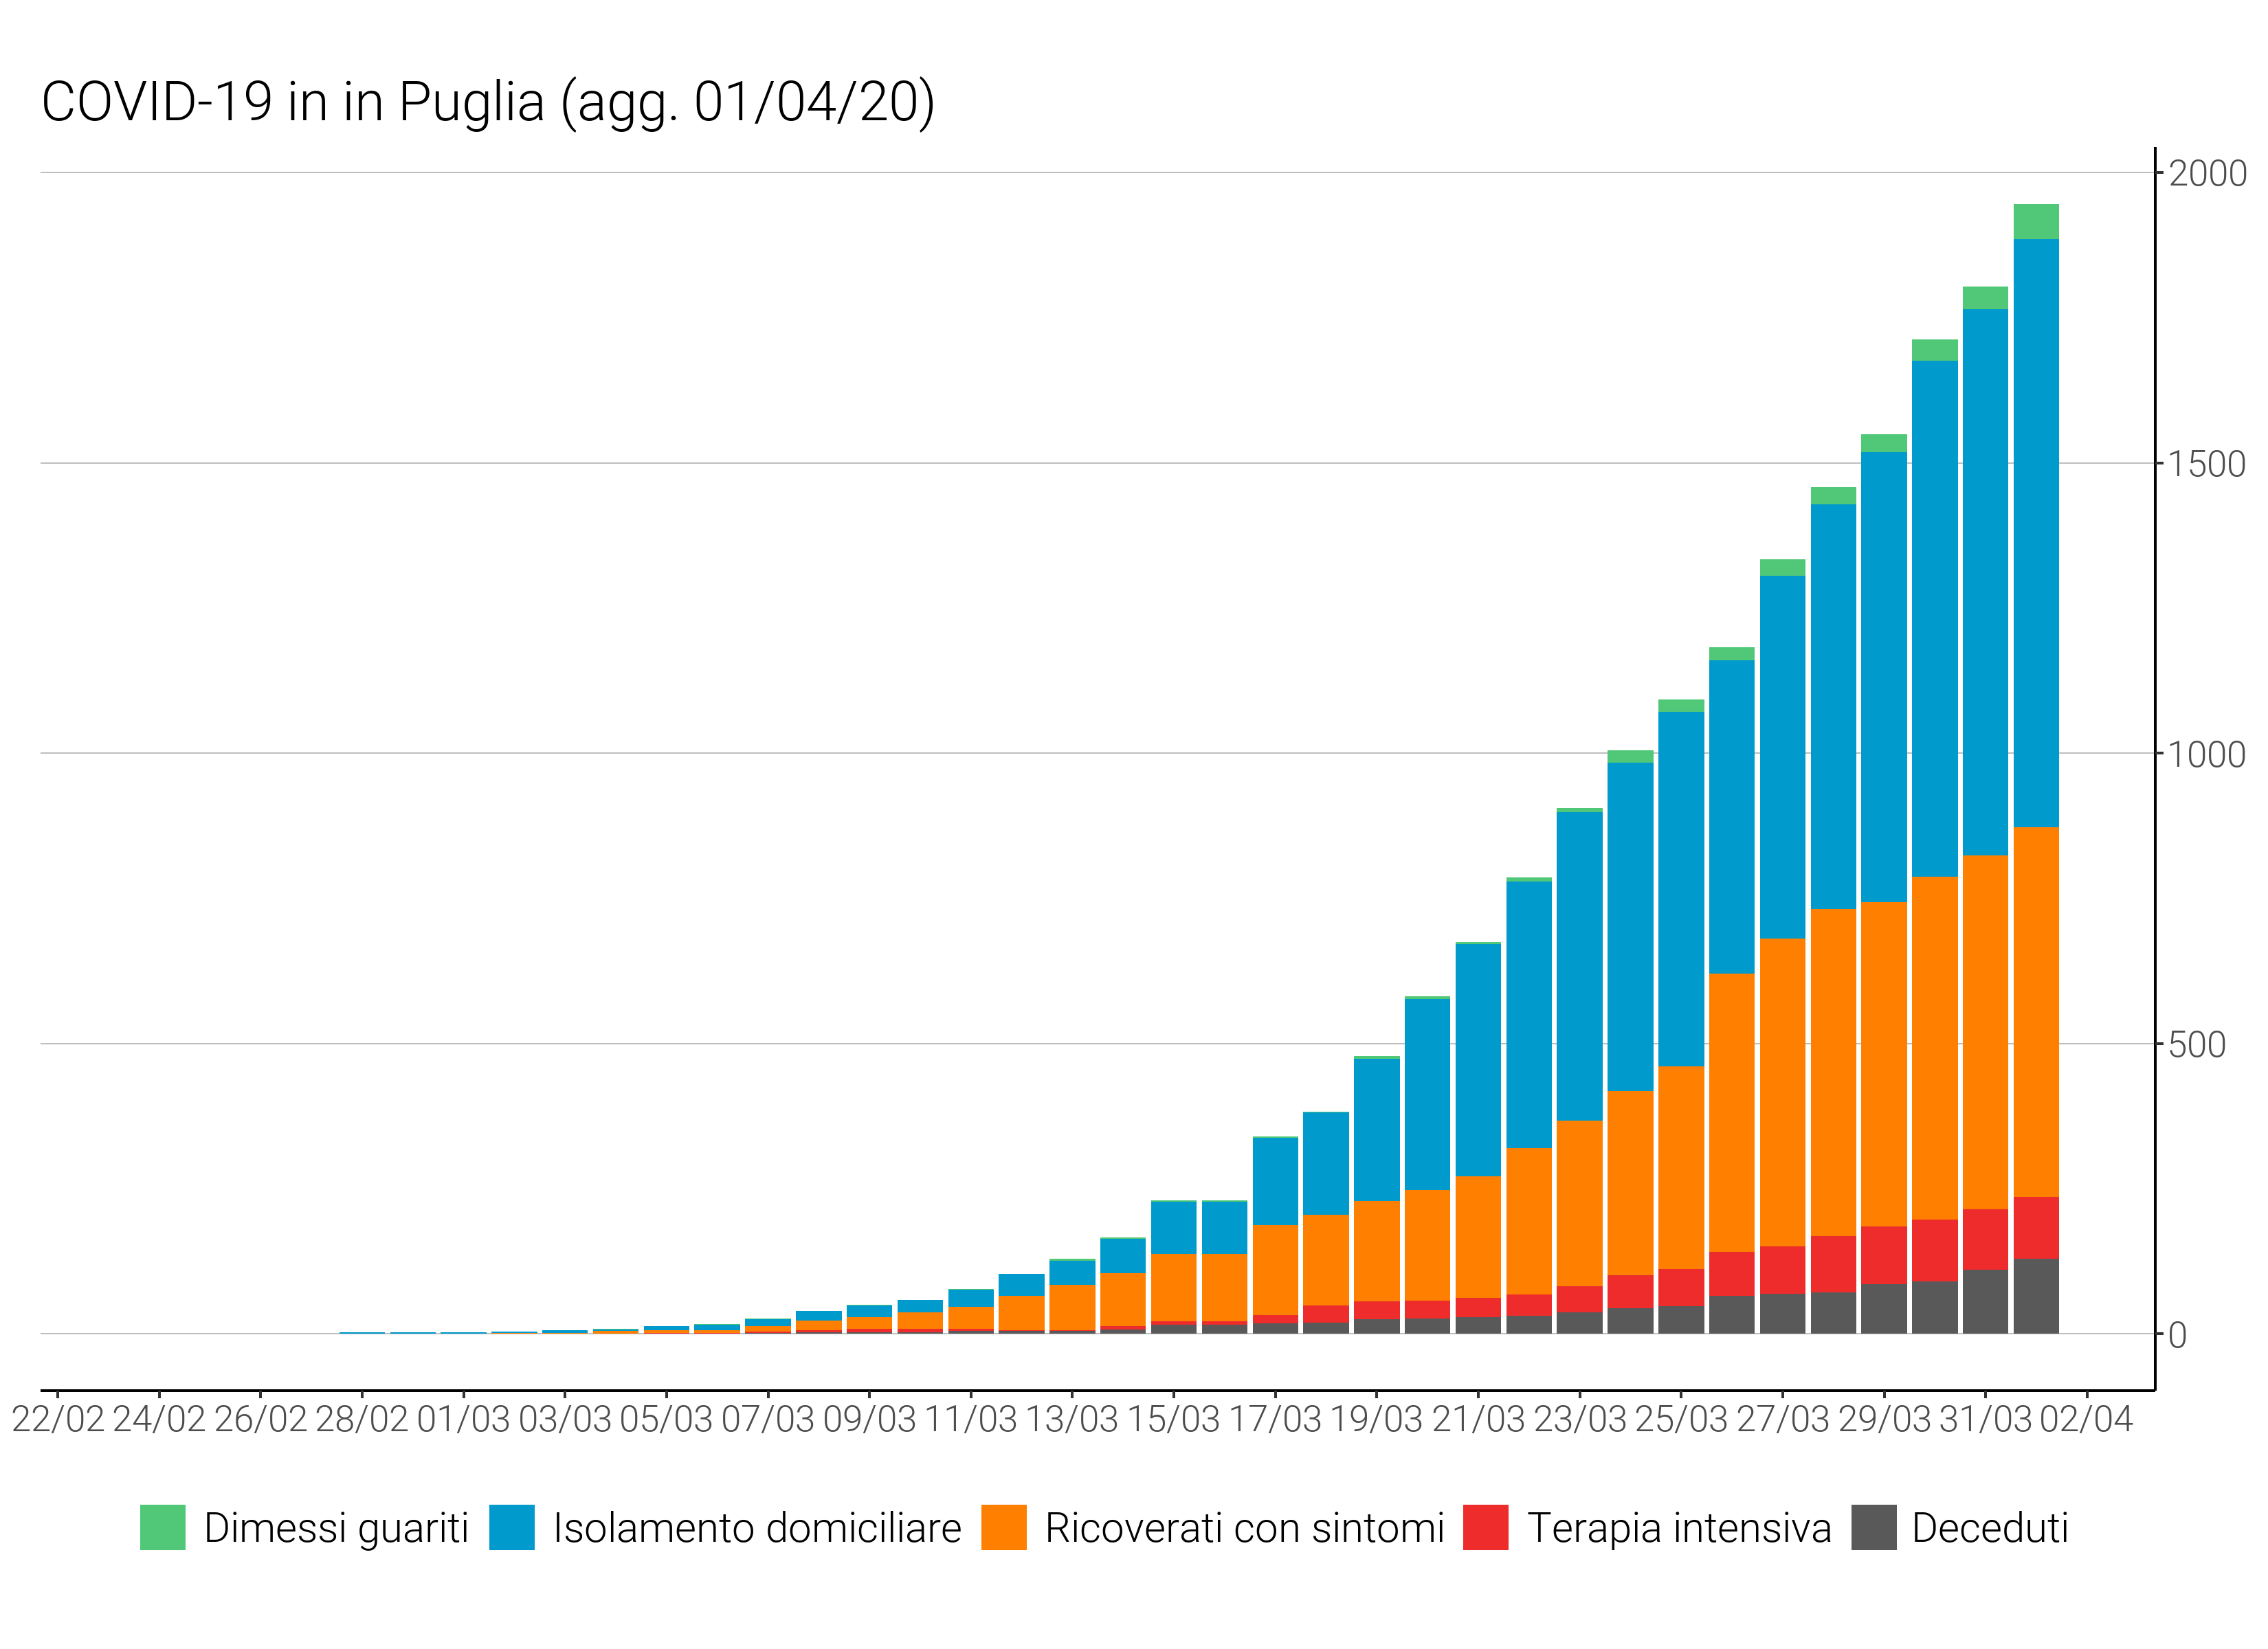 COVID-19 in in Puglia (agg. 01/04/20)
2000
1500
1000
500
0
22/02 24/02 26/02 28/02 01/03 03/03 05/03 07/03 09/03 11/03 13/03 15/03 17/03 19/03 21/03 23/03 25/03 27/03 29/03 31/03 02/04
Dimessi guariti Isolamento domiciliare Ricoverati con sintomi Terapia intensiva Deceduti